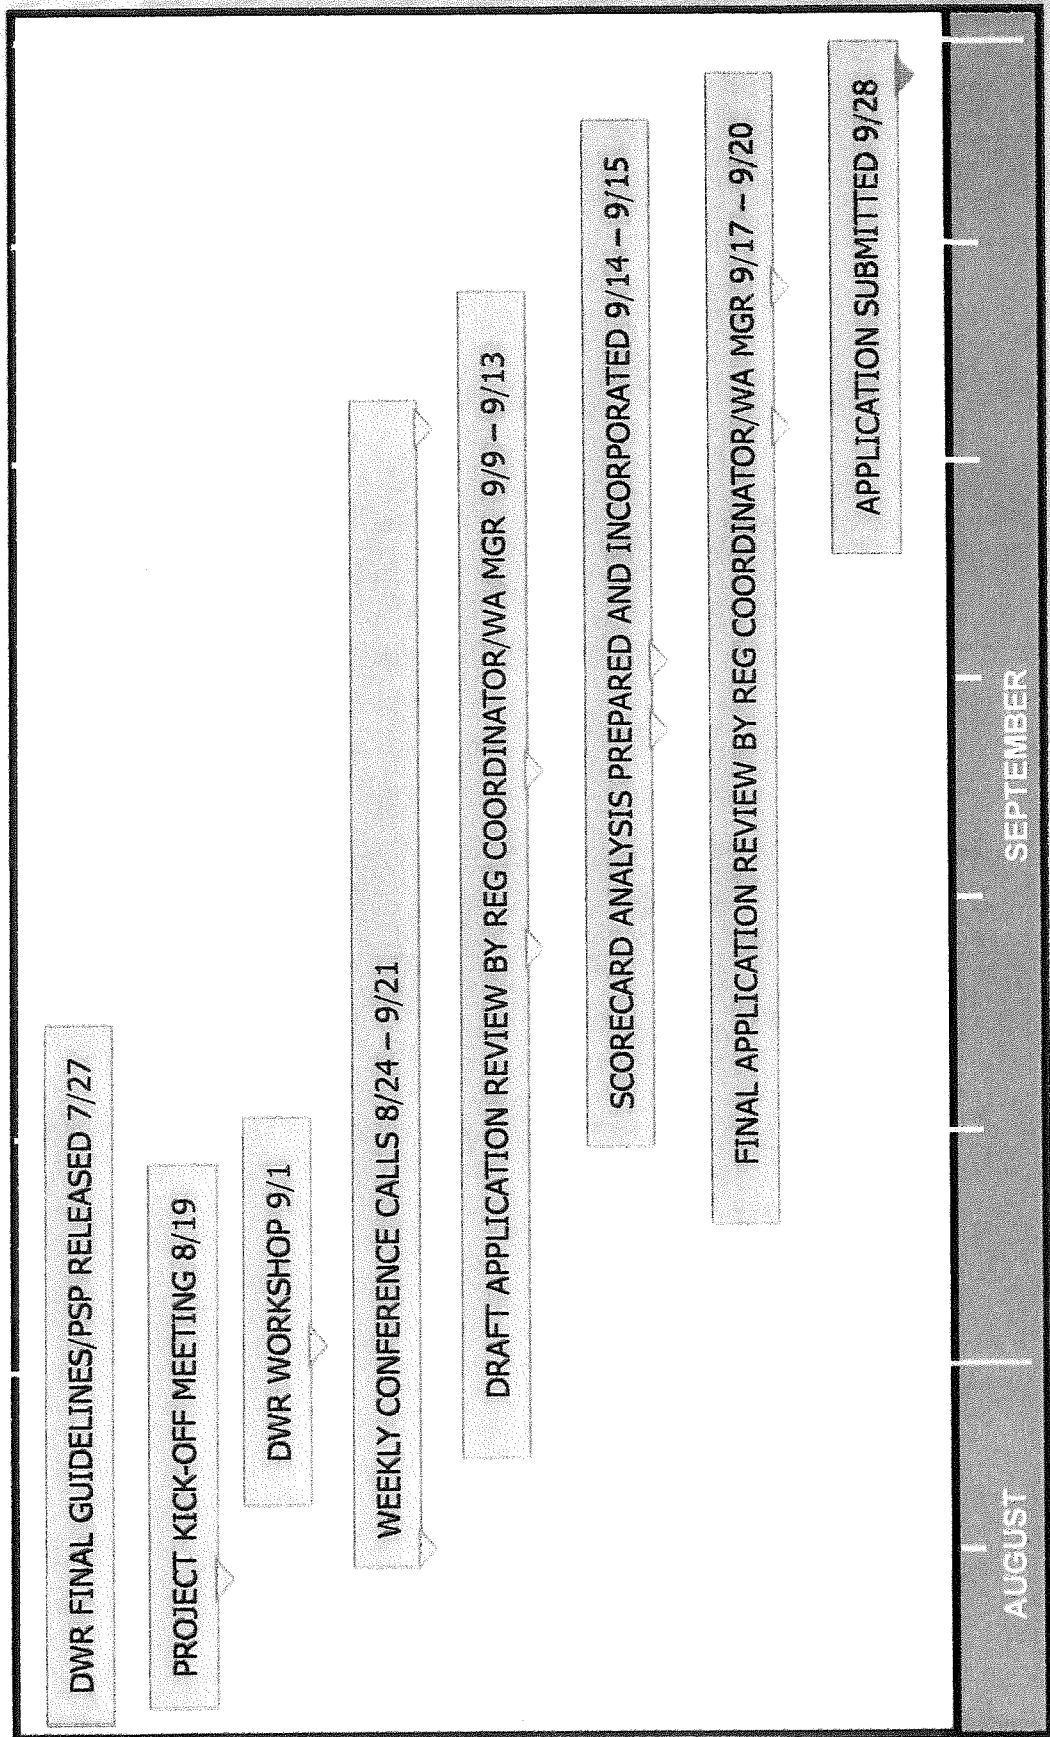 DWR FINAL GUIDELINES/PSP RELEASED 7/27
PROJECT KICK-OFF MEETING 8/19
DWR WORKSHOP 9/1
WEEKLY CONFERENCE CALLS 8/24 – 9/21
DRAFT APPLICATION REVIEW BY REG COORDINATOR/WA MGR 9/9 – 9/13
SCORECARD ANALYSIS PREPARED AND INCORPORATED 9/14 – 9/15
FINAL APPLICATION REVIEW BY REG COORDINATOR/WA MGR 9/17 – 9/20
APPLICATION SUBMITTED 9/28
AUGUST
SEPTEMBER